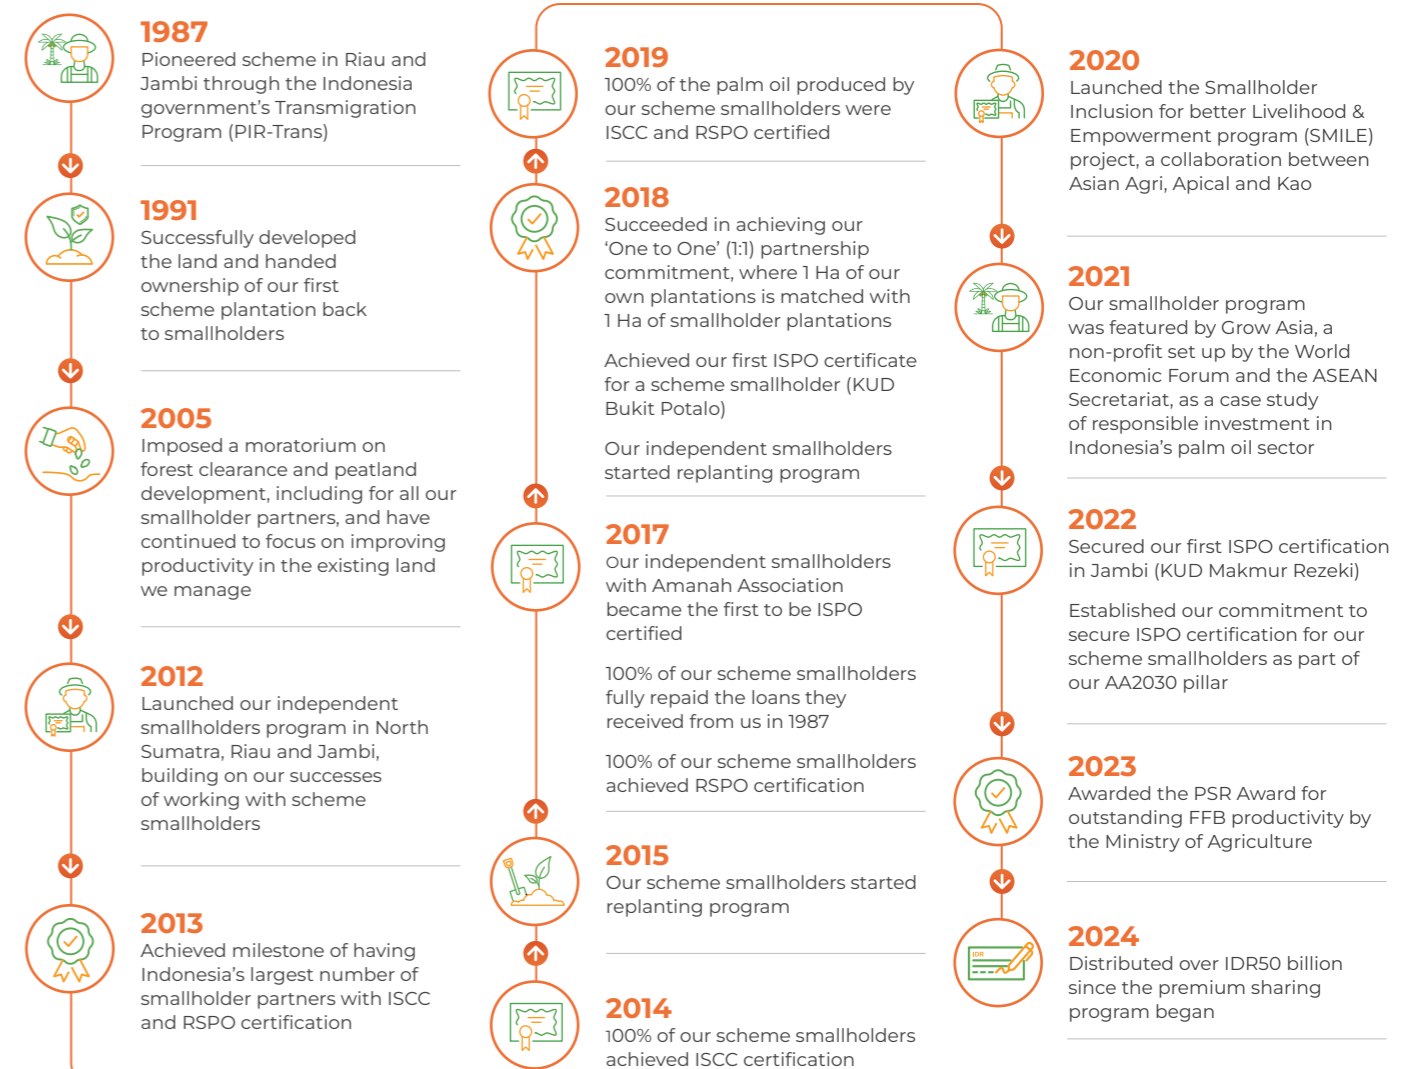 1987
Pioneered scheme in Riau and
Jambi through the Indonesia
government's Transmigration
Program (PIR-Trans)
1991
Successfully developed
the land and handed
ownership of our first
scheme plantation back
to smallholders
2005
Imposed a moratorium on
forest clearance and peatland
development, including for all our
smallholder partners, and have
continued to focus on improving
productivity in the existing land
we manage
2012
Launched our independent
smallholders program in North
Sumatra, Riau and Jambi,
building on our successes
of working with scheme
smallholders
2013
Achieved milestone of having
Indonesia's largest number of
smallholder partners with ISCC
and RSPO certification
2014
100% of our scheme smallholders
achieved ISCC certification
2015
Our scheme smallholders started
replanting program
2017
Our independent smallholders
with Amanah Association
became the first to be ISPO
certified
100% of our scheme smallholders
fully repaid the loans they
received from us in 1987
100% of our scheme smallholders
achieved RSPO certification
2018
Succeeded in achieving our
'One to One' (1:1) partnership
commitment, where 1 Ha of our
own plantations is matched with
1 Ha of smallholder plantations
Achieved our first ISPO certificate
for a scheme smallholder (KUD
Bukit Potalo)
Our independent smallholders
started replanting program
2019
100% of the palm oil produced by
our scheme smallholders were
ISCC and RSPO certified
2020
Launched the Smallholder
Inclusion for better Livelihood &
Empowerment program (SMILE)
project, a collaboration between
Asian Agri, Apical and Kao
2021
Our smallholder program
was featured by Grow Asia, a
non-profit set up by the World
Economic Forum and the ASEAN
Secretariat, as a case study
of responsible investment in
Indonesia's palm oil sector
2022
Secured our first ISPO certification
in Jambi (KUD Makmur Rezeki)
Established our commitment to
secure ISPO certification for our
scheme smallholders as part of
our AA2030 pillar
2023
Awarded the PSR Award for
outstanding FFB productivity by
the Ministry of Agriculture
2024
IDR
Distributed over IDR50 billion
since the premium sharing
program began